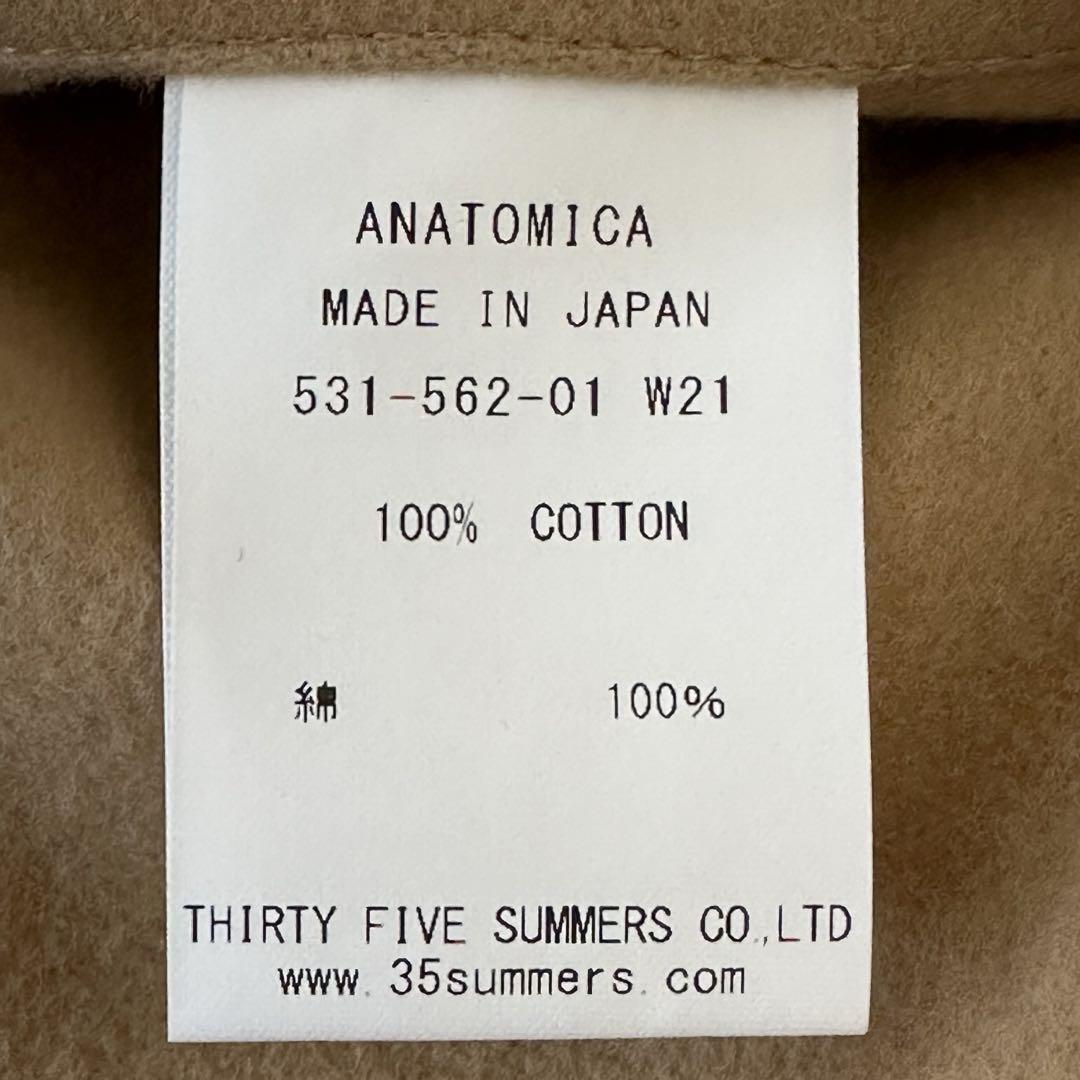 ANATOMICA
MADE IN JAPAN
531-562-01 W21
100% COTTON
綿 100%
THIRTY FIVE SUMMERS CO.,LTD
www.35summers.com